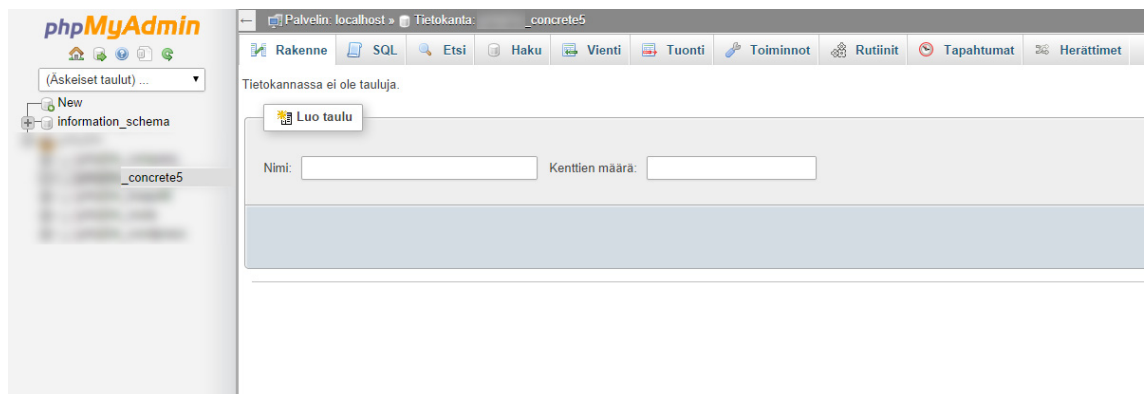 phpMyAdmin
(Äskeiset taulut) ...
New
information_schema
_concrete5
Palvelin: localhost » Tietokanta: _concrete5
Rakenne SQL Etsi Haku Vienti Tuonti Toiminnot Rutiinit Tapahtumat Herättimet
Tietokannassa ei ole tauluja.
Luo taulu
Nimi: Kenttien määrä: